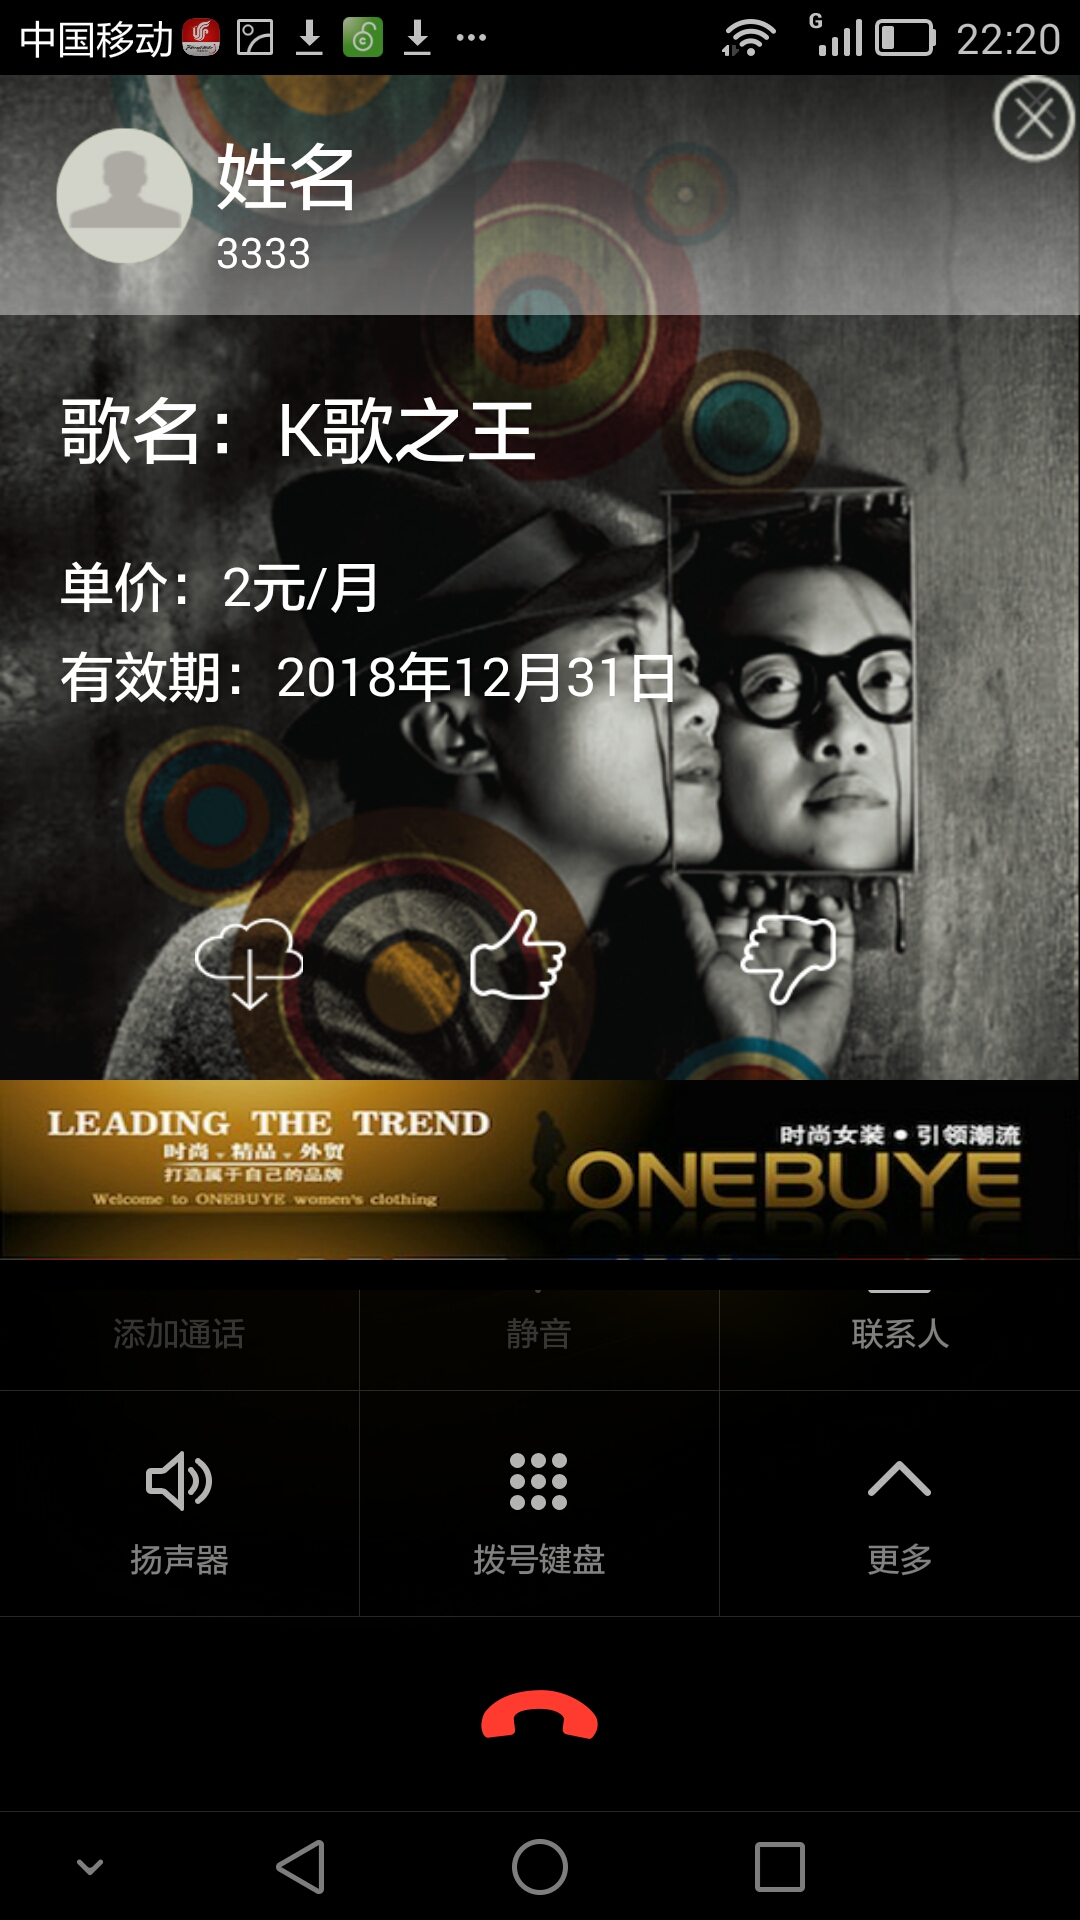 中国移动
G
22:20
姓名
3333
歌名：K歌之王
单价：2元/月
有效期：2018年12月31日
LEADING THE TREND
时尚 . 精品 . 外贸
打造属于自己的品牌
Welcome to ONEBUYE women's clothing
时尚女装 • 引领潮流
ONEBUYE
添加通话
静音
联系人
扬声器
拨号键盘
更多